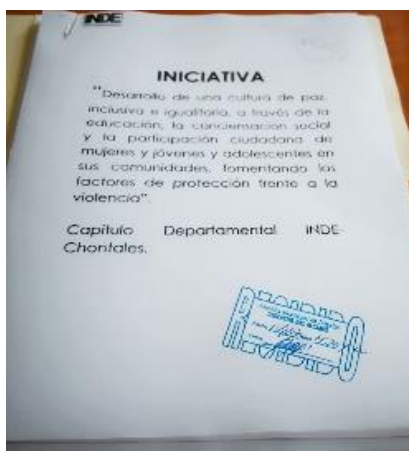 INDE
INICIATIVA
"Desarrollo de una cultura de paz
inclusiva e igualitaria, a través de la
educación, la concientización social
y la participación ciudadana de
mujeres y jóvenes y adolescentes en
sus comunidades, fomentando los
factores de protección frente a la
violencia".
Capítulo Departamental INDE-
Chontales.